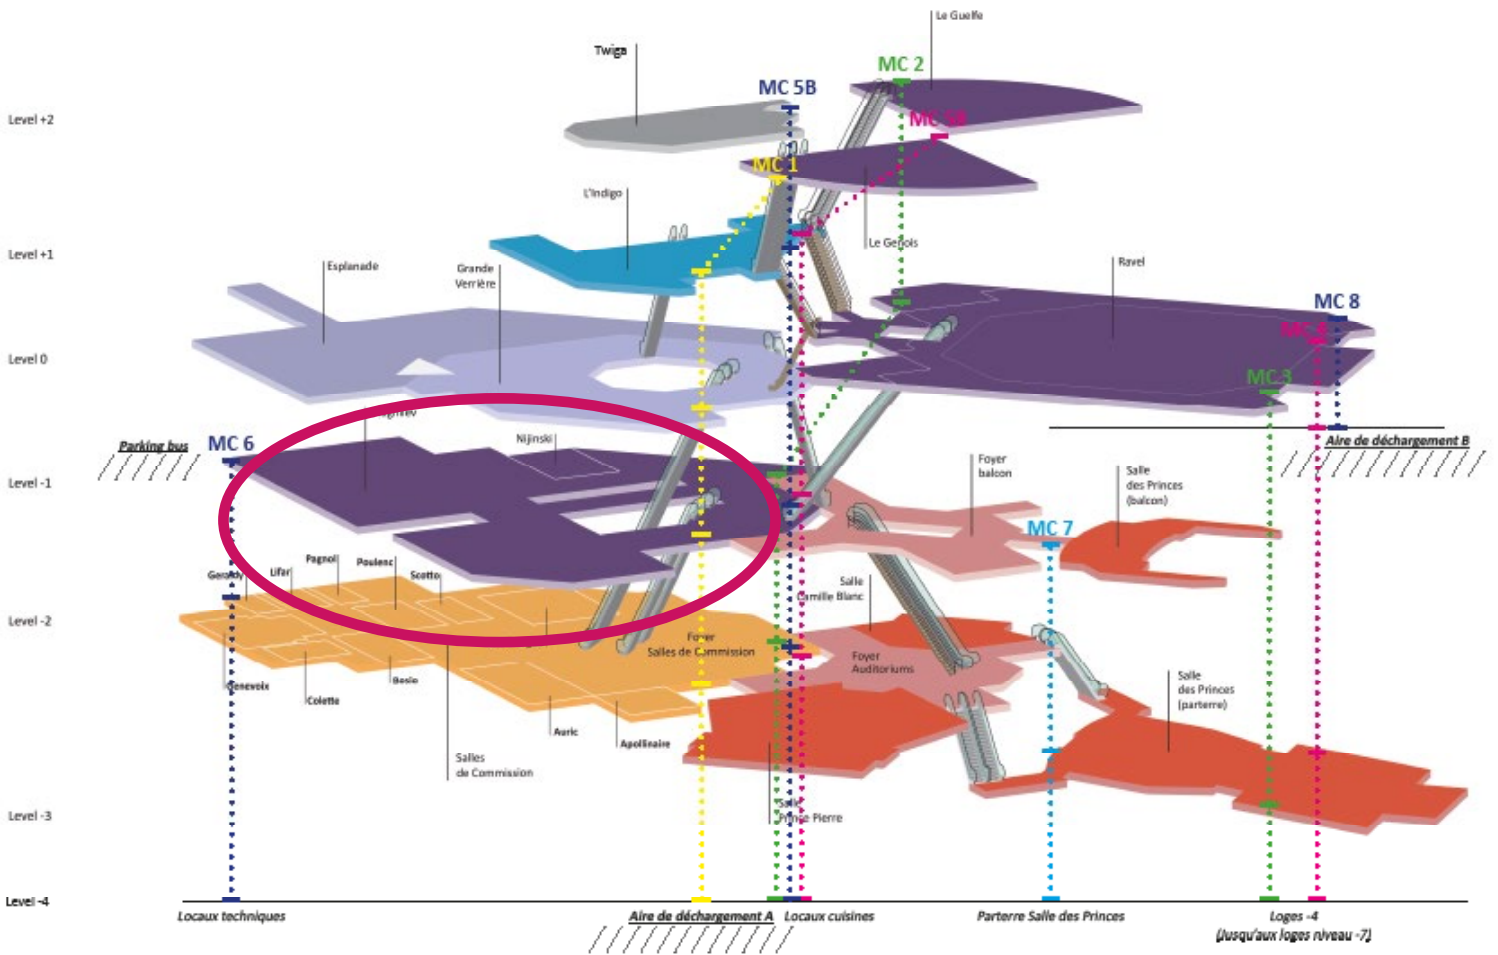 Le Guelfe
Twiga
MC 2
MC 5B
Level +2
MC 1
L'Indigo
Le Genois
Level +1
Esplanade
Grande
Verrière
Ravel
MC 8
Level 0
MC 3
Parking bus
MC 6
Nijinski
Aire de déchargement B
Level -1
Foyer
balcon
Salle
des Princes
(balcon)
MC 7
Pagnol
Poulenc
Lifar
Scotto
Salle
Camille Blanc
Level -2
Foyer
Salles de Commission
Foyer
Auditoriums
Genevoix
Colette
Bosio
Salle
des Princes
(parterre)
Auric
Apollinaire
Salles
de Commission
Salle
Prince Pierre
Level -3
Level -4
Locaux techniques
Aire de déchargement A
Locaux cuisines
Parterre Salle des Princes
Loges -4
(Jusqu'aux loges niveau -7)